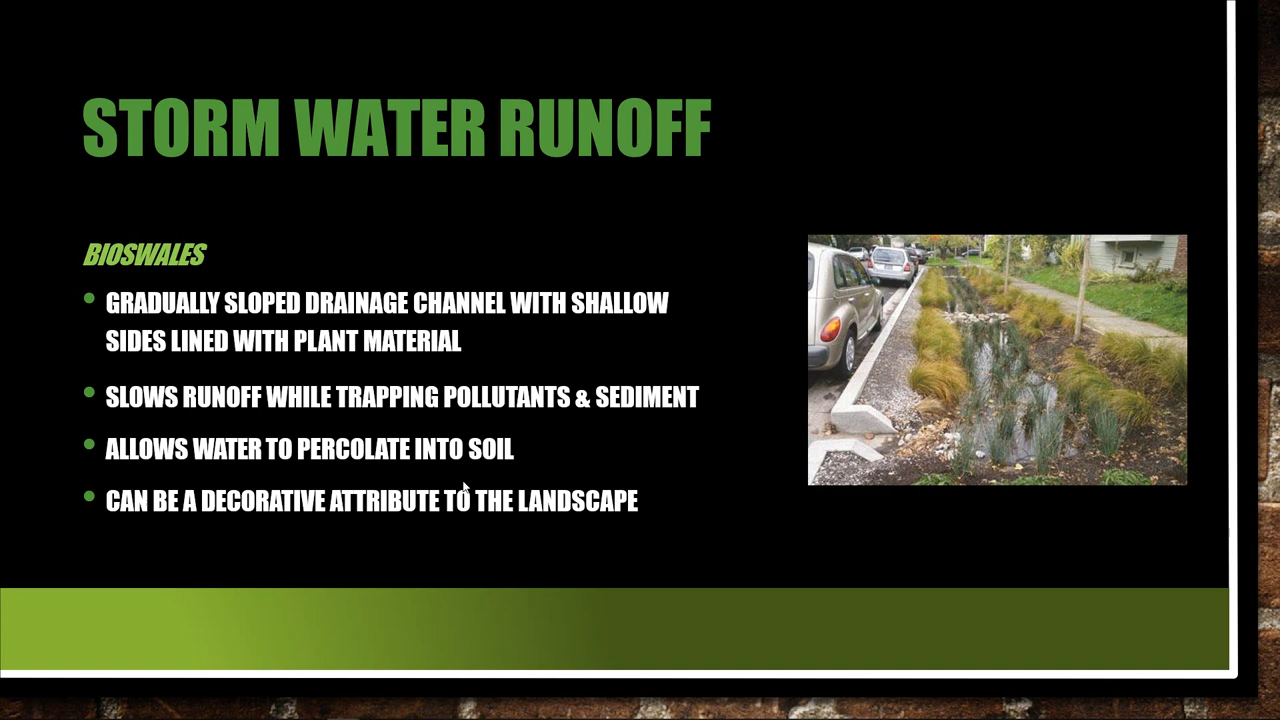 STORM WATER RUNOFF
BIOSWALES
• GRADUALLY SLOPED DRAINAGE CHANNEL WITH SHALLOW
SIDES LINED WITH PLANT MATERIAL
• SLOWS RUNOFF WHILE TRAPPING POLLUTANTS & SEDIMENT
• ALLOWS WATER TO PERCOLATE INTO SOIL
• CAN BE A DECORATIVE ATTRIBUTE TO THE LANDSCAPE